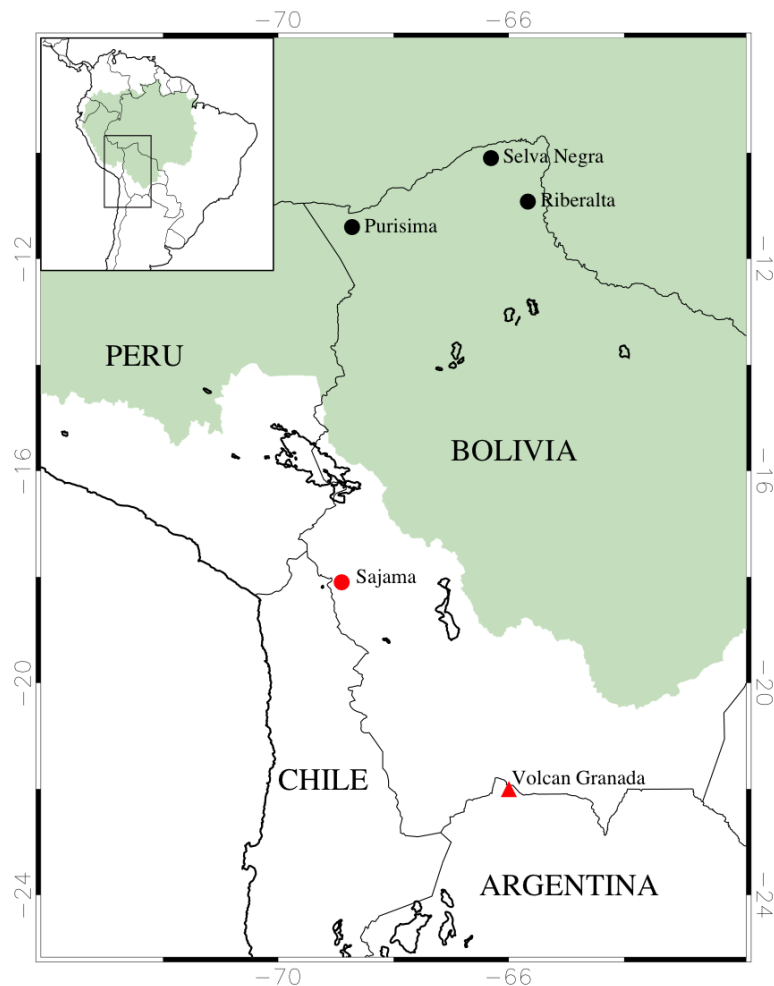 −70 −66
Selva Negra
Riberalta
Purisima
−12 −12
PERU
BOLIVIA
−16 −16
Sajama
−20 −20
Volcan Granada
CHILE
ARGENTINA
−24 −24
−70 −66